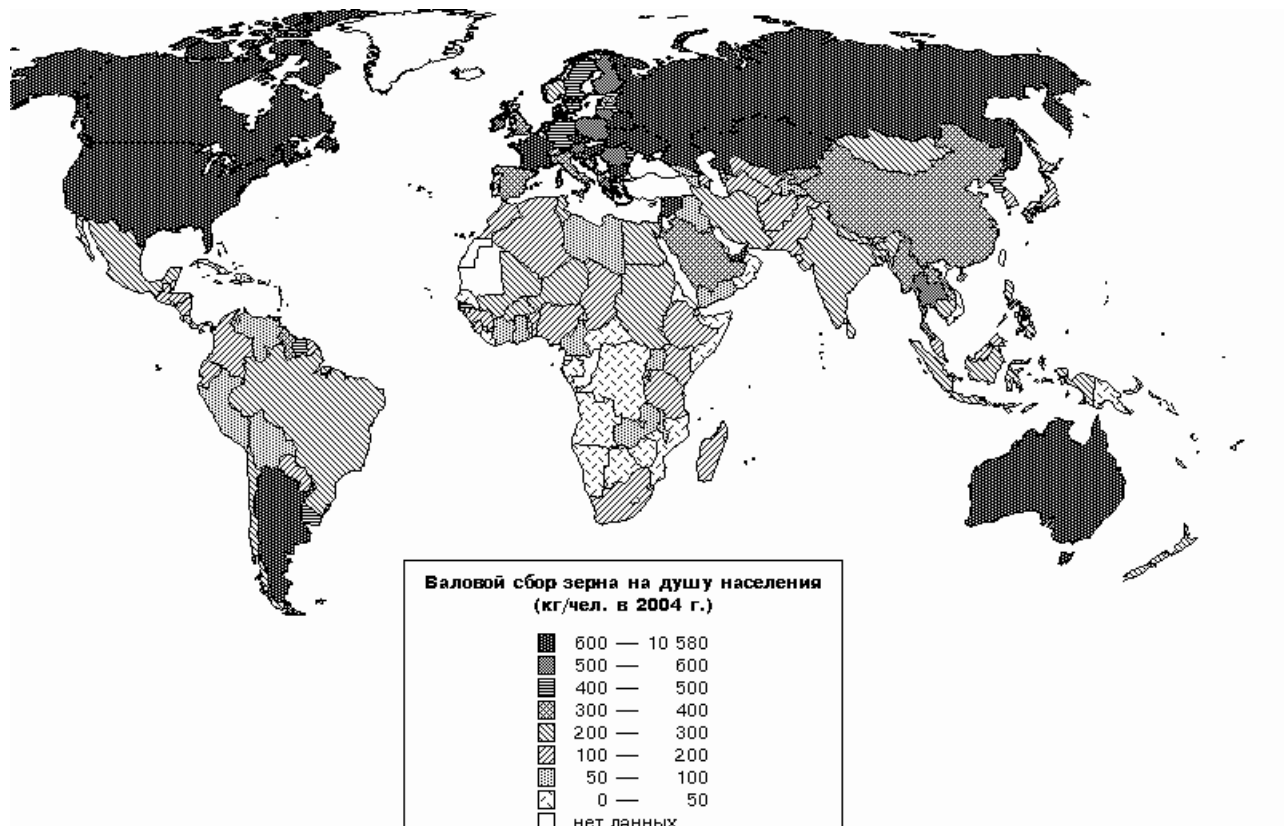 Валовой сбор зерна на душу населения
(кг/чел. в 2004 г.)
600 — 10 580
500 — 600
400 — 500
300 — 400
200 — 300
100 — 200
50 — 100
0 — 50
нет данных